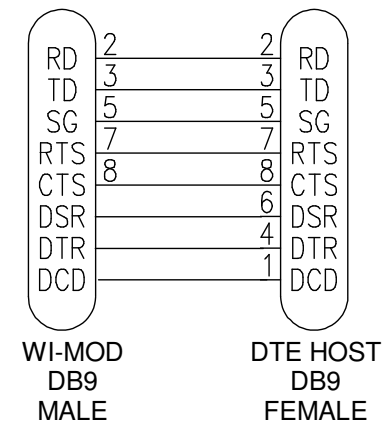 RD 2 2 RD
TD 3 3 TD
SG 5 5 SG
RTS 7 7 RTS
CTS 8 8 CTS
DSR 6 DSR
DTR 4 DTR
DCD 1 DCD
WI-MOD DTE HOST
DB9 DB9
MALE FEMALE